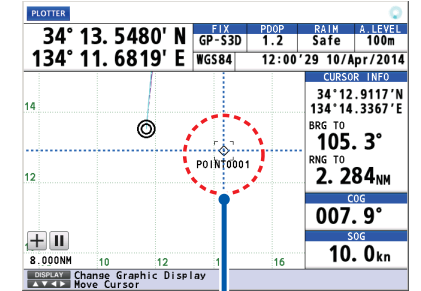 PLOTTER
34° 13. 5480' N
134° 11. 6819' E
FIX PDOP RAIM A.LEVEL
GP-S3D 1.2 Safe 100m
WGS84 12:00'29 10/Apr/2014
CURSOR INFO
34°12.9117'N
134°14.3367'E
BRG TO
105. 3°
RNG TO
2. 284NM
COG
007. 9°
SOG
10. 0kn
14
POINT0001
12
8.000NM
10 12 16
DISPLAY Change Graphic Display
▲▼◀▶ Move Cursor